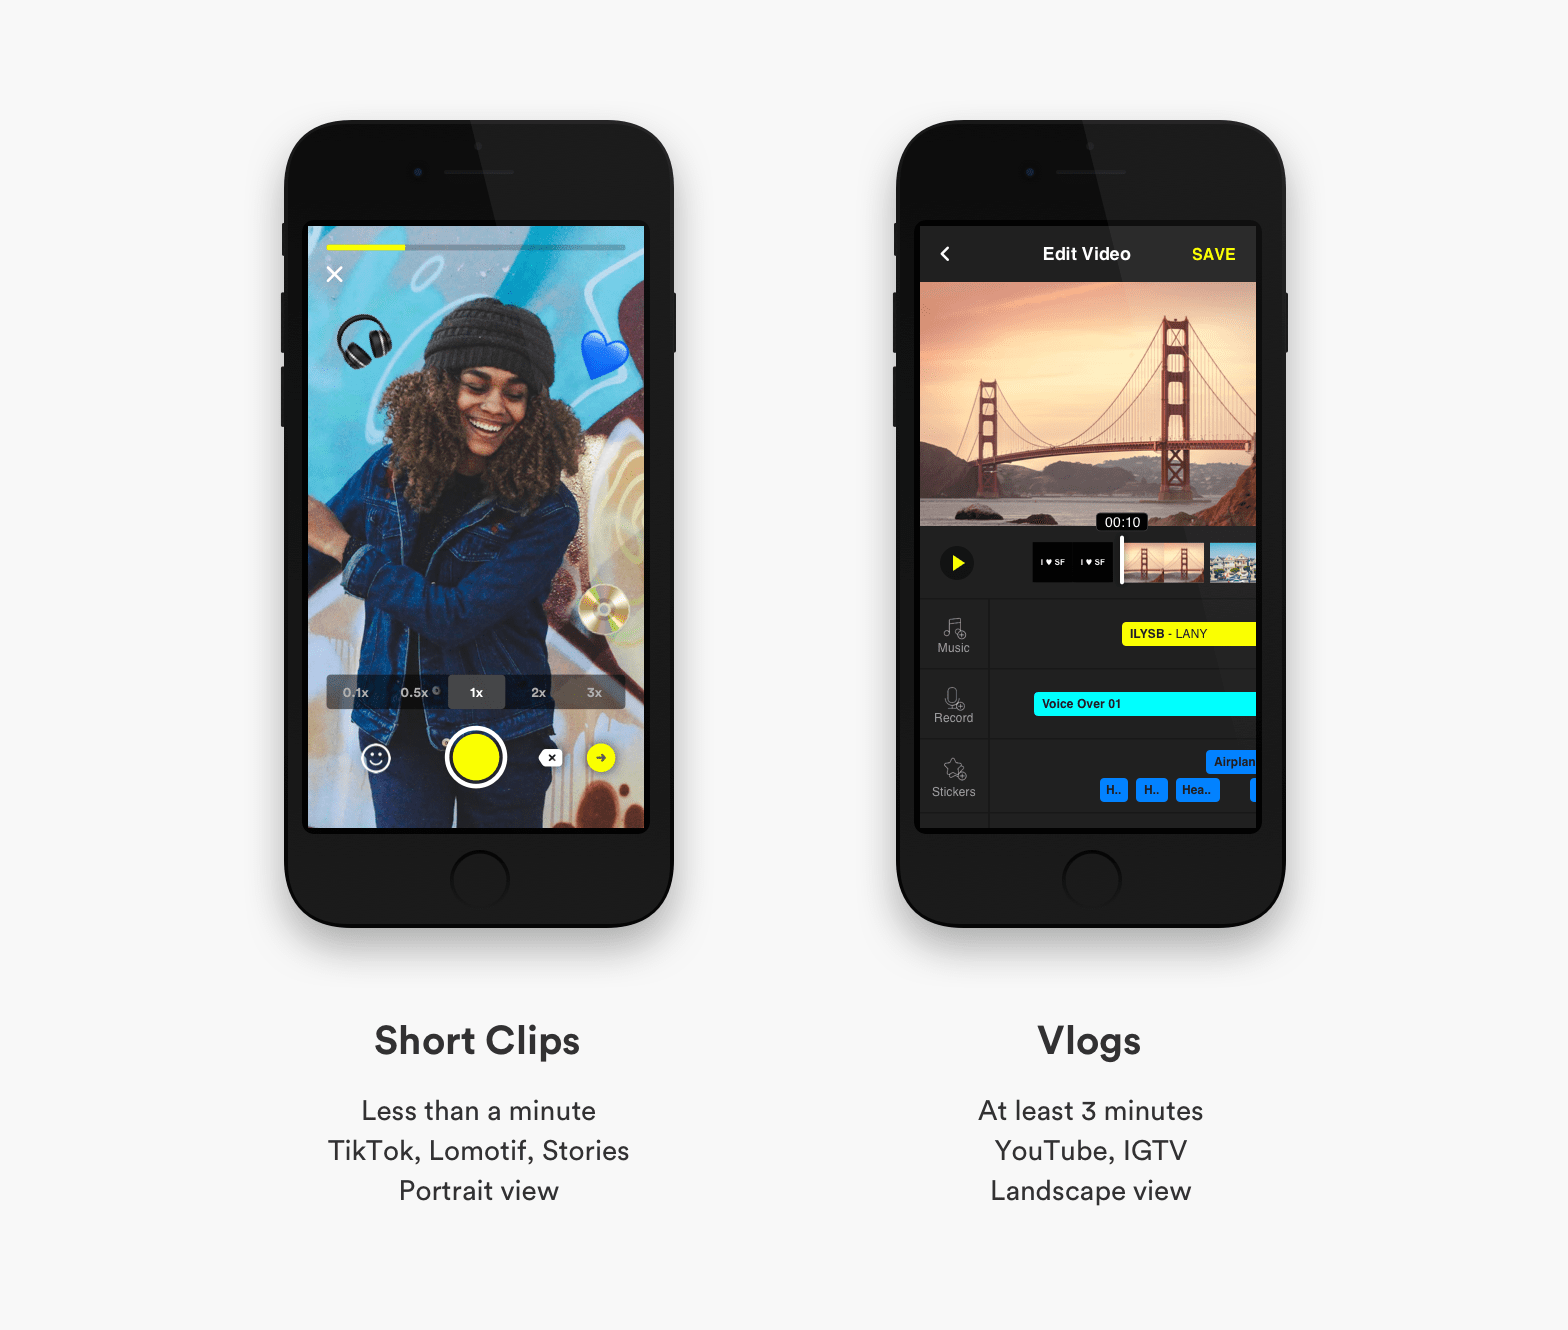 0.1x 0.5x 1x 2x 3x
Edit Video SAVE
00:10
I ♥ SF I ♥ SF
Music
ILYSB - LANY
Record
Voice Over 01
Stickers
Airplan
H.. H.. Hea..
Short Clips
Less than a minute
TikTok, Lomotif, Stories
Portrait view
Vlogs
At least 3 minutes
YouTube, IGTV
Landscape view